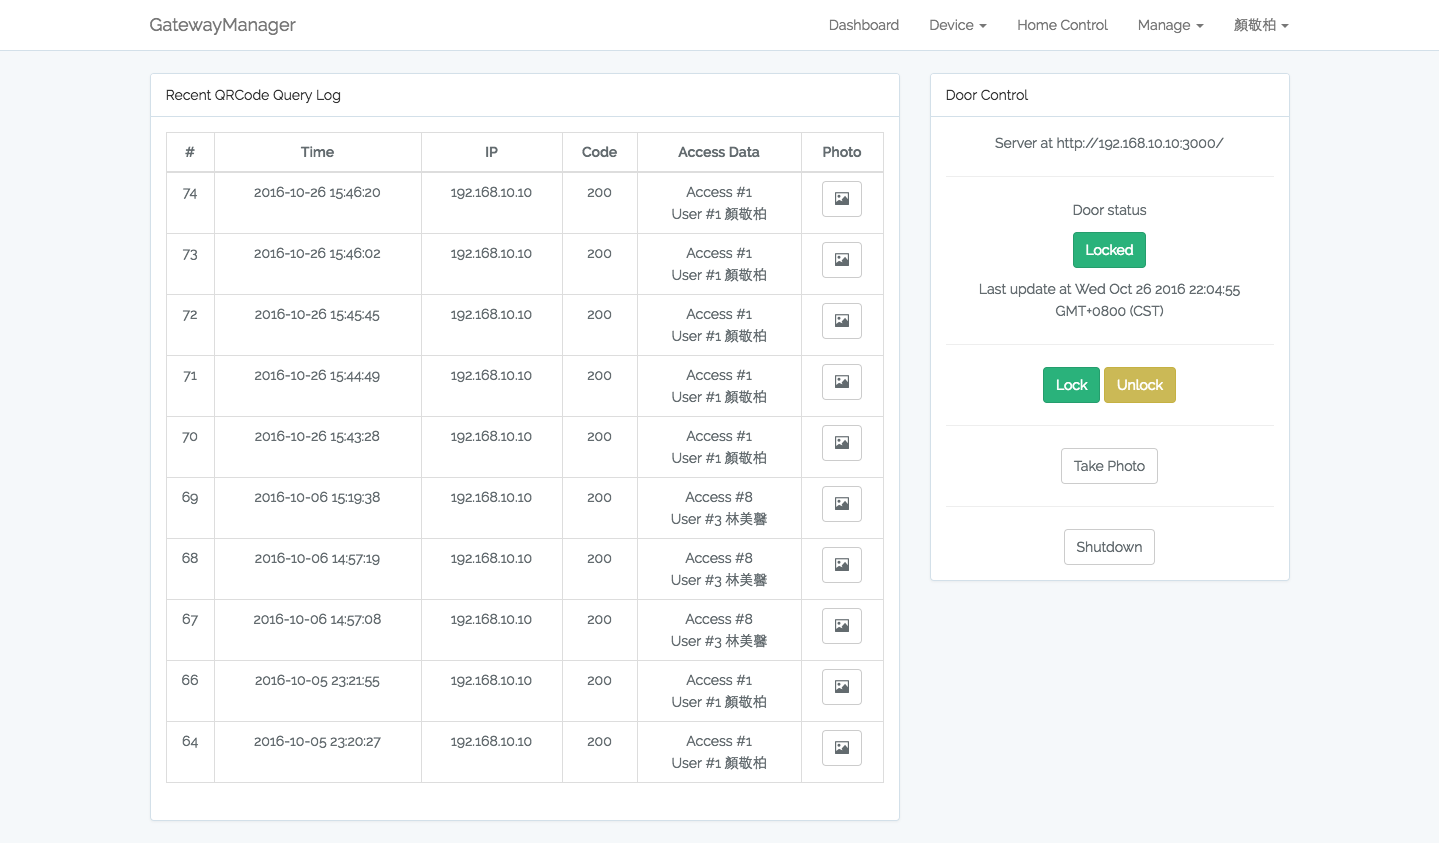 GatewayManager
Dashboard
Device
Home Control
Manage
顏敬柏
Recent QRCode Query Log
# Time IP Code Access Data Photo
74 2016-10-26 15:46:20 192.168.10.10 200 Access #1
User #1 顏敬柏
73 2016-10-26 15:46:02 192.168.10.10 200 Access #1
User #1 顏敬柏
72 2016-10-26 15:45:45 192.168.10.10 200 Access #1
User #1 顏敬柏
71 2016-10-26 15:44:49 192.168.10.10 200 Access #1
User #1 顏敬柏
70 2016-10-26 15:43:28 192.168.10.10 200 Access #1
User #1 顏敬柏
69 2016-10-06 15:19:38 192.168.10.10 200 Access #8
User #3 林美馨
68 2016-10-06 14:57:19 192.168.10.10 200 Access #8
User #3 林美馨
67 2016-10-06 14:57:08 192.168.10.10 200 Access #8
User #3 林美馨
66 2016-10-05 23:21:55 192.168.10.10 200 Access #1
User #1 顏敬柏
64 2016-10-05 23:20:27 192.168.10.10 200 Access #1
User #1 顏敬柏
Door Control
Server at http://192.168.10.10:3000/
Door status
Locked
Last update at Wed Oct 26 2016 22:04:55
GMT+0800 (CST)
Lock
Unlock
Take Photo
Shutdown